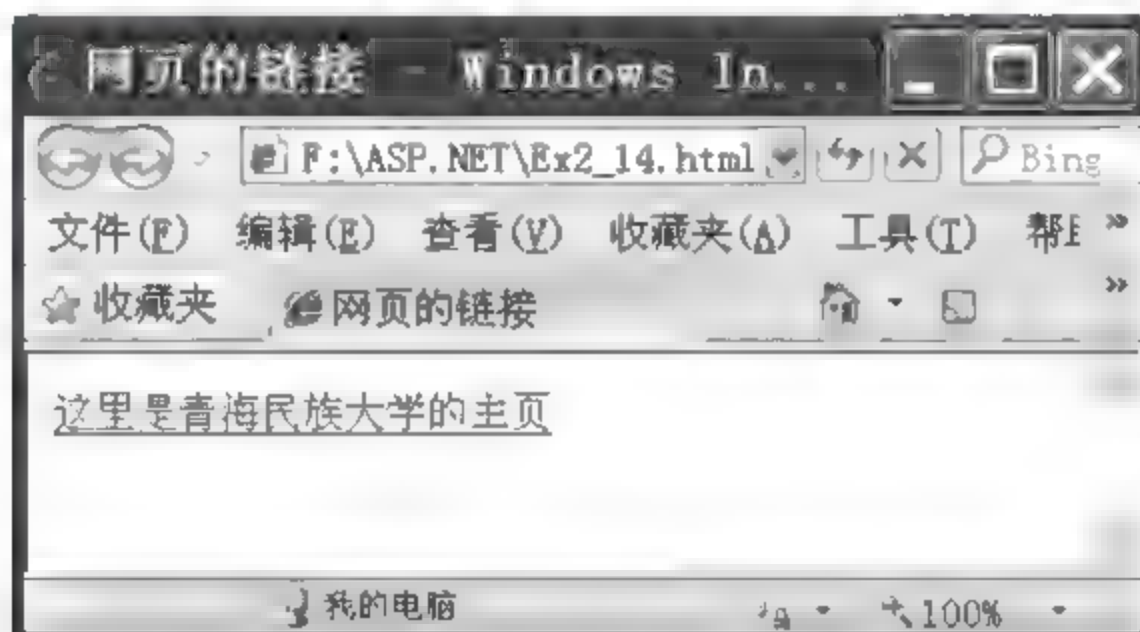 网页的链接 - Windows In...
F:\ASP.NET\Ex2_14.html Bing
文件(F) 编辑(E) 查看(V) 收藏夹(A) 工具(T) »
收藏夹 网页的链接 »
这里是青海民族大学的主页
我的电脑 100%